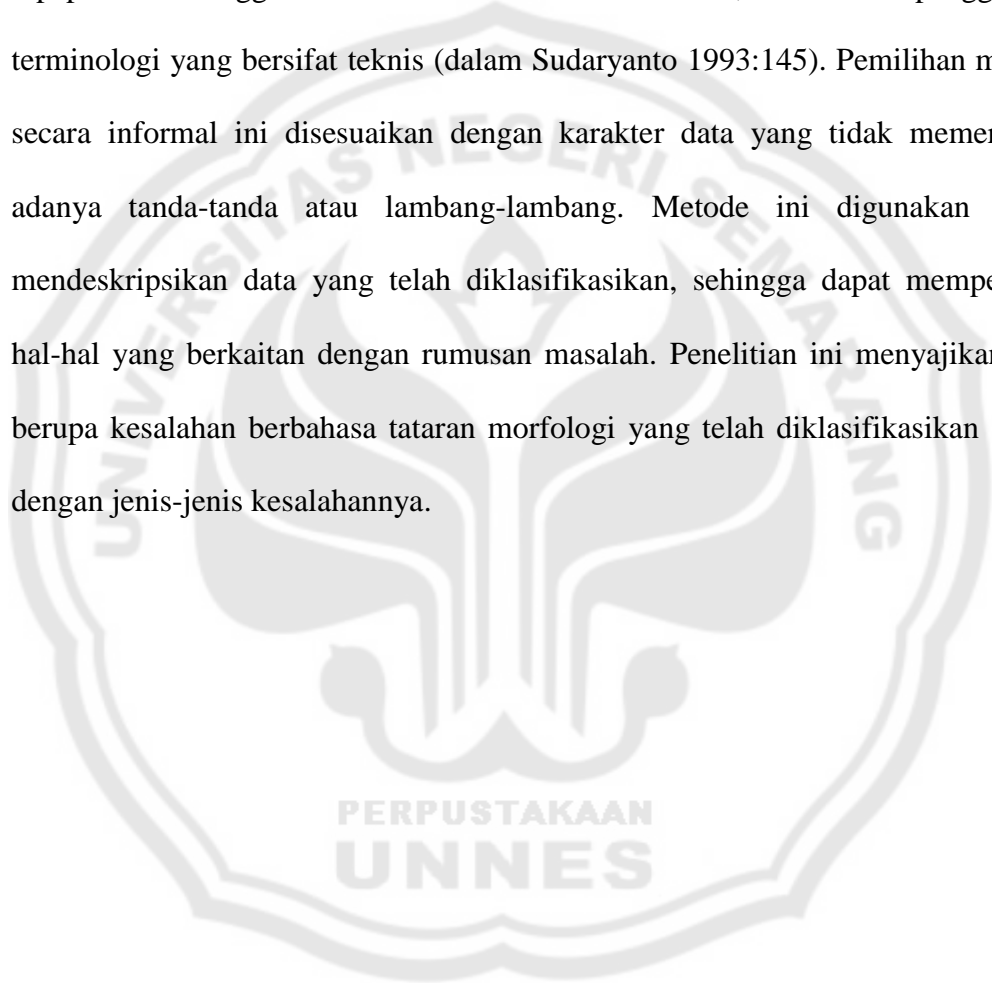 terminologi yang bersifat teknis (dalam Sudaryanto 1993:145). Pemilihan m
secara informal ini disesuaikan dengan karakter data yang tidak memer
adanya tanda-tanda atau lambang-lambang. Metode ini digunakan
mendeskripsikan data yang telah diklasifikasikan, sehingga dapat mempe
hal-hal yang berkaitan dengan rumusan masalah. Penelitian ini menyajikan
berupa kesalahan berbahasa tataran morfologi yang telah diklasifikasikan
dengan jenis-jenis kesalahannya.
UNIVERSITAS NEGERI SEMARANG
PERPUSTAKAAN
UNNES